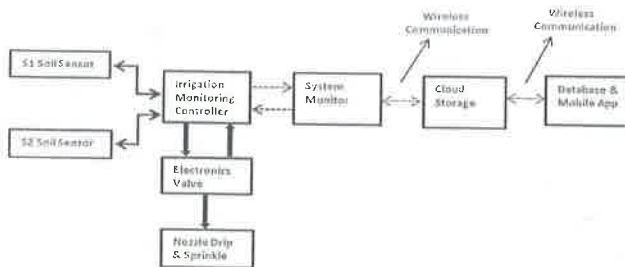 Wireless
Communication
Wireless
Communication
S1 Soil Sensor
Irrigation
Monitoring
Controller
System
Monitor
Cloud
Storage
Database &
Mobile App
S2 Soil Sensor
Electronics
Valve
Nozzle Drip
& Sprinkle